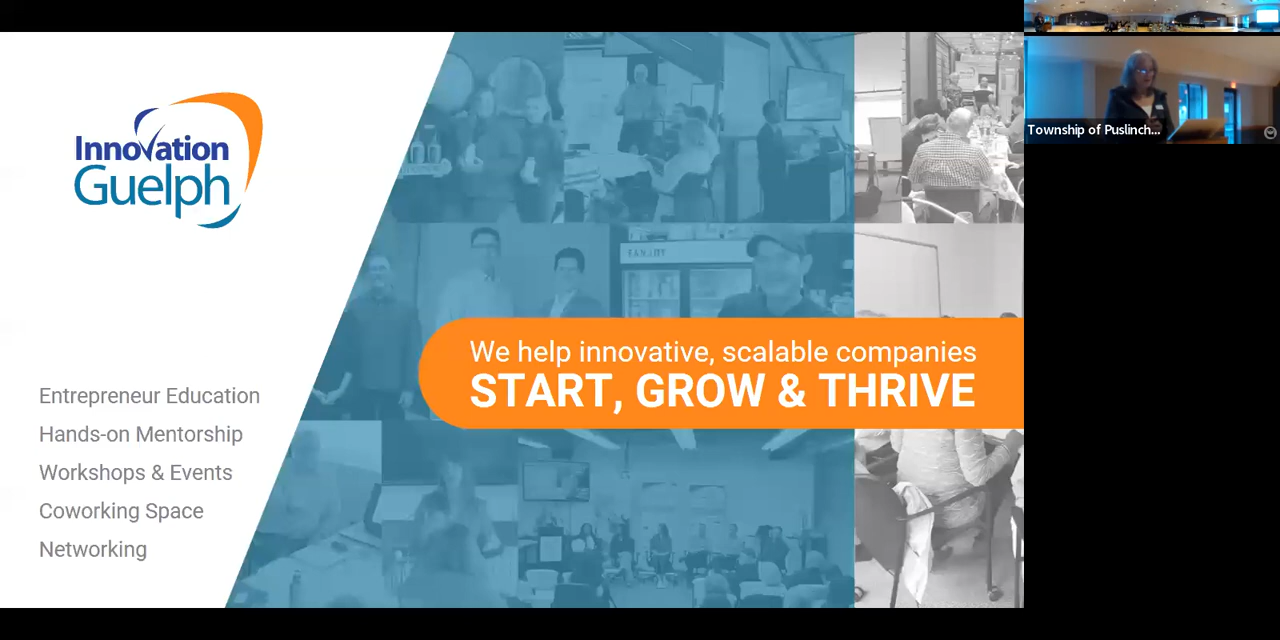 Innovation
Guelph
Entrepreneur Education
Hands-on Mentorship
Workshops & Events
Coworking Space
Networking
We help innovative, scalable companies
START, GROW & THRIVE
Township of Puslinch...